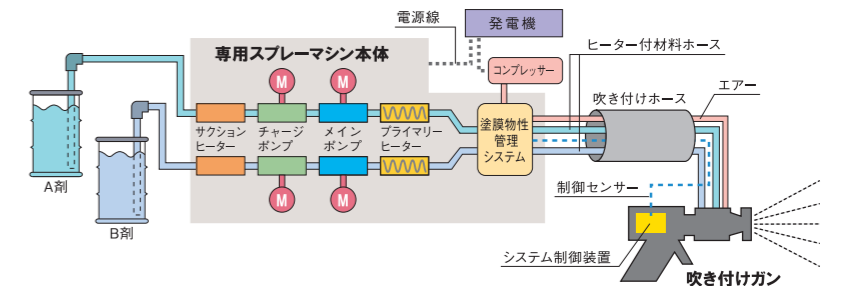 電源線
発電機
専用スプレーマシン本体
コンプレッサー
ヒーター付材料ホース
エアー
吹き付けホース
M
M
サクション
ヒーター
チャージ
ポンプ
メイン
ポンプ
プライマリー
ヒーター
塗膜物性
管理
システム
M
M
A剤
B剤
制御センサー
システム制御装置
吹き付けガン